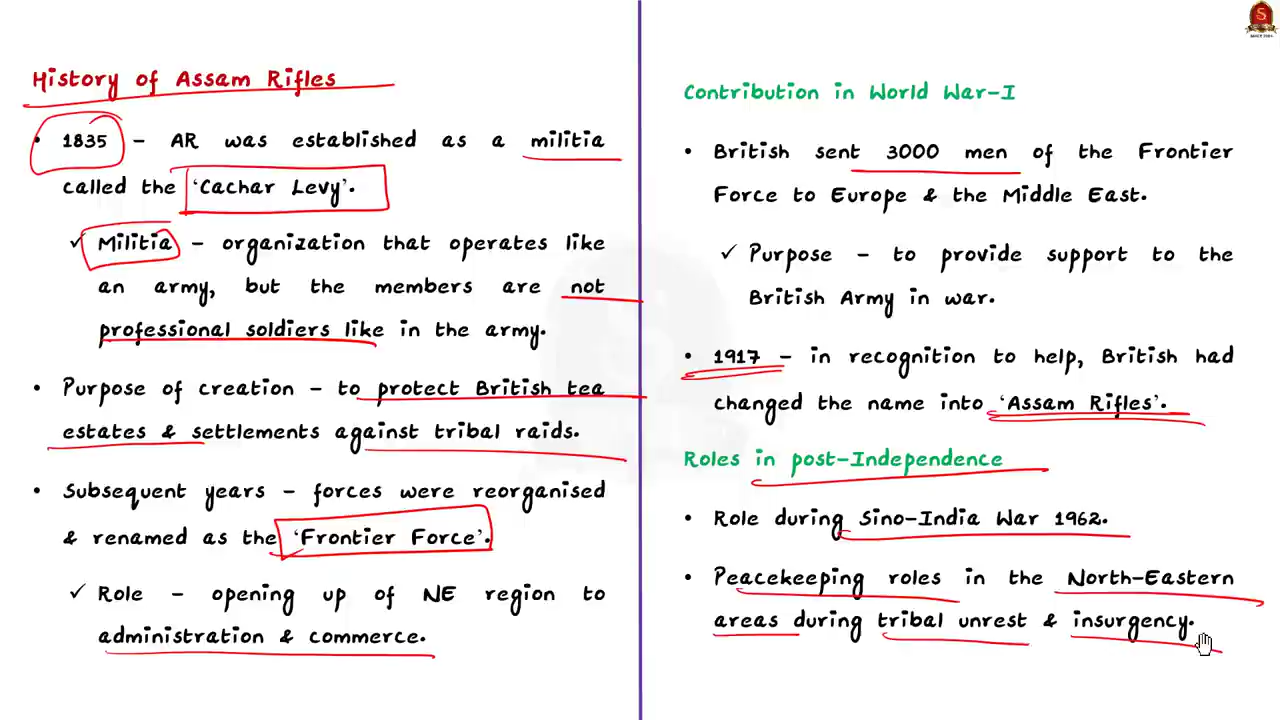 History of Assam Rifles
• 1835 – AR was established as a militia
called the 'Cachar Levy'.
✓ Militia – organization that operates like
an army, but the members are not
professional soldiers like in the army.
• Purpose of creation – to protect British tea
estates & settlements against tribal raids.
• Subsequent years – forces were reorganised
& renamed as the 'Frontier Force'.
✓ Role – opening up of NE region to
administration & commerce.
Contribution in World War-I
• British sent 3000 men of the Frontier
Force to Europe & the Middle East.
✓ Purpose – to provide support to the
British Army in war.
• 1917 – in recognition to help, British had
changed the name into 'Assam Rifles'.
Roles in post-Independence
• Role during Sino-India War 1962.
• Peacekeeping roles in the North-Eastern
areas during tribal unrest & insurgency.